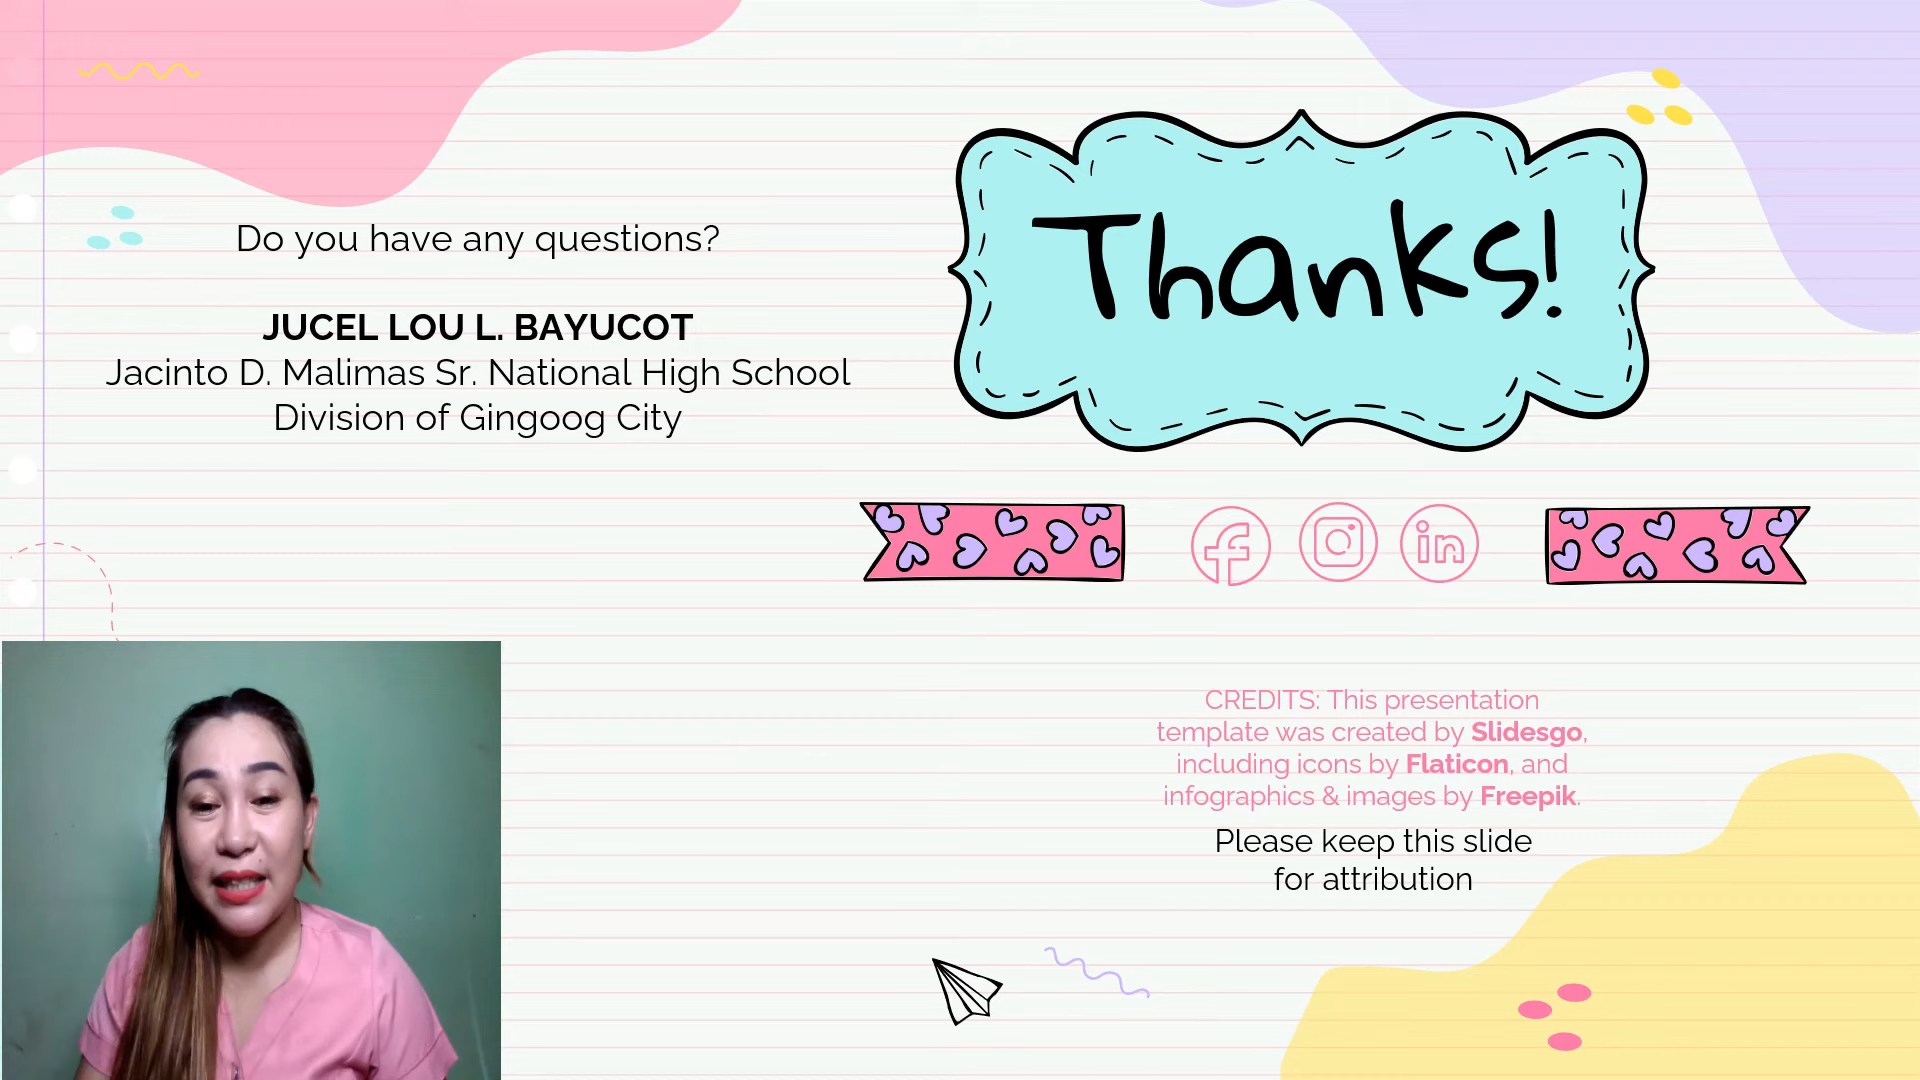 Do you have any questions?
JUCEL LOU L. BAYUCOT
Jacinto D. Malimas Sr. National High School
Division of Gingoog City
Thanks!
CREDITS: This presentation
template was created by Slidesgo,
including icons by Flaticon, and
infographics & images by Freepik.
Please keep this slide
for attribution